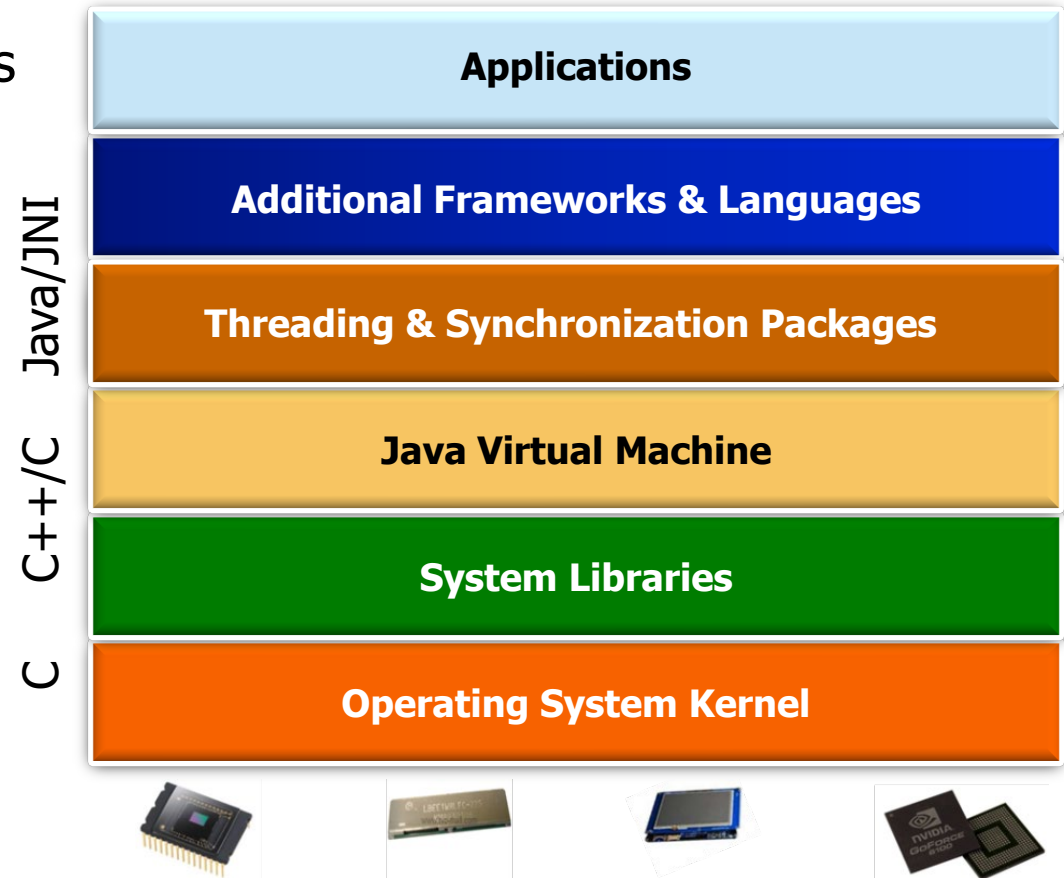 s
Applications
Java/JNI
Additional Frameworks & Languages
Threading & Synchronization Packages
C++/C
Java Virtual Machine
System Libraries
C
Operating System Kernel
NVIDIA
GOFORCE